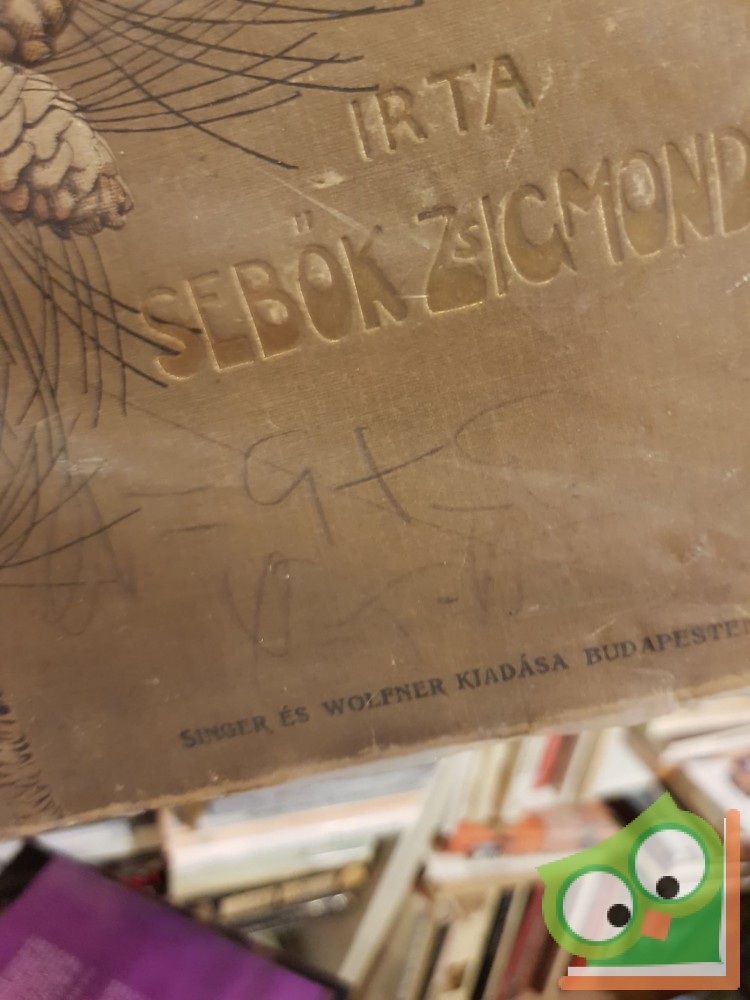 IRTA
SEBŐK ZSIGMOND
SINGER ÉS WOLFNER KIADÁSA BUDAPESTEN